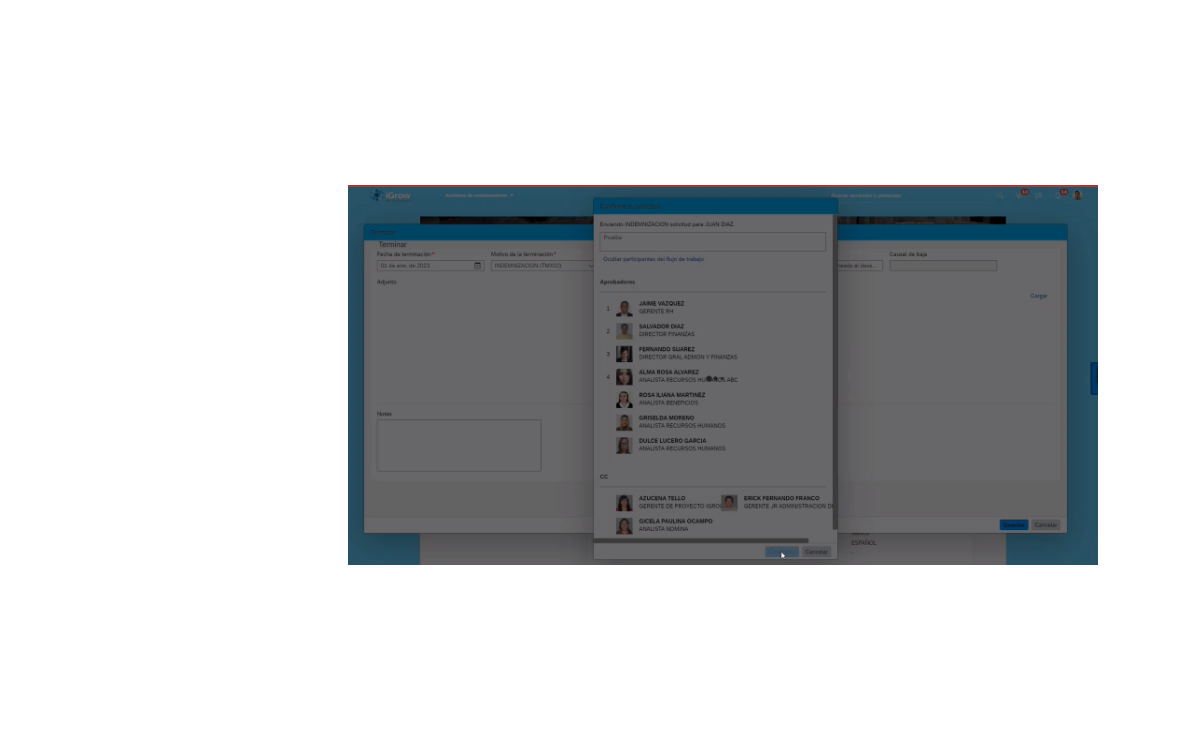 iGrow
Terminar
Terminar
Fecha de terminación*
Motivo de la terminación*
Causal de baja
01 de ene. de 2023
INDEMNIZACION (TMX02)
Adjunto
Cargar
Notas
Cancelar
Enviando INDEMNIZACION solicitud para JUAN DIAZ.
Prueba
Ocultar participantes del flujo de trabajo
Aprobadores
1
JAIME VAZQUEZ
GERENTE RH
2
SALVADOR DIAZ
DIRECTOR FINANZAS
3
FERNANDO SUAREZ
DIRECTOR GRAL ADMON Y FINANZAS
4
ALMA ROSA ALVAREZ
ANALISTA RECURSOS HUMANOS ABC
ROSA ILIANA MARTINEZ
ANALISTA BENEFICIOS
GRISELDA MORENO
ANALISTA RECURSOS HUMANOS
DULCE LUCERO GARCIA
ANALISTA RECURSOS HUMANOS
CC
AZUCENA TELLO
GERENTE DE PROYECTO IGRO
ERICK FERNANDO FRANCO
GERENTE JR ADMINISTRACION D
GICELA PAULINA OCAMPO
ANALISTA NOMINA
Cancelar
ESPAÑOL